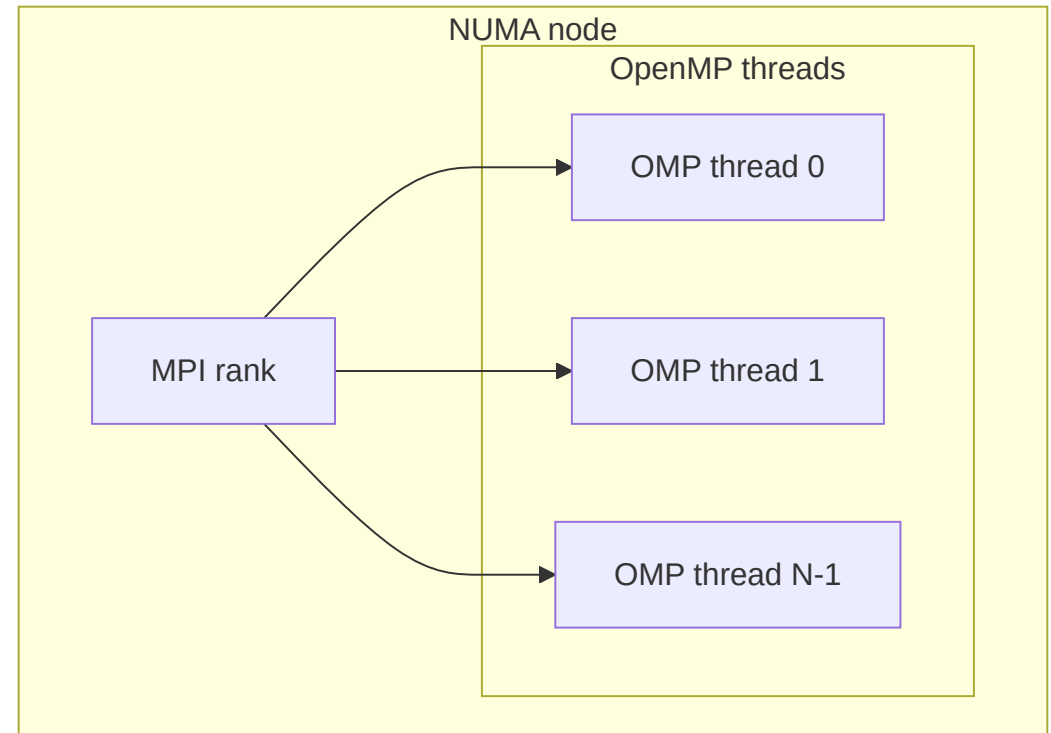 NUMA node
OpenMP threads
OMP thread 0
MPI rank
OMP thread 1
OMP thread N-1